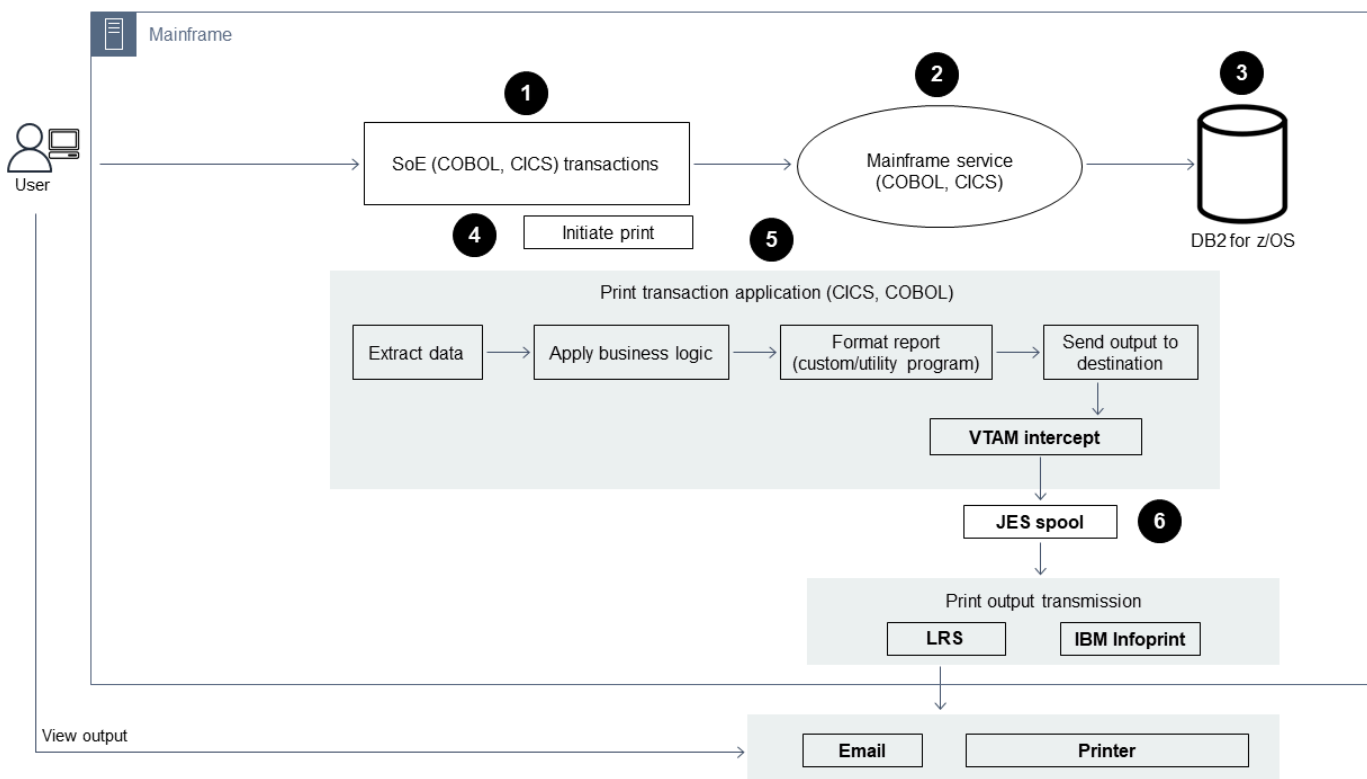 Mainframe
1
2
3
SoE (COBOL, CICS) transactions
Mainframe service
(COBOL, CICS)
User
DB2 for z/OS
4
Initiate print
5
Print transaction application (CICS, COBOL)
Extract data
Apply business logic
Format report
(custom/utility program)
Send output to
destination
VTAM intercept
JES spool
6
Print output transmission
LRS
IBM Infoprint
View output
Email
Printer